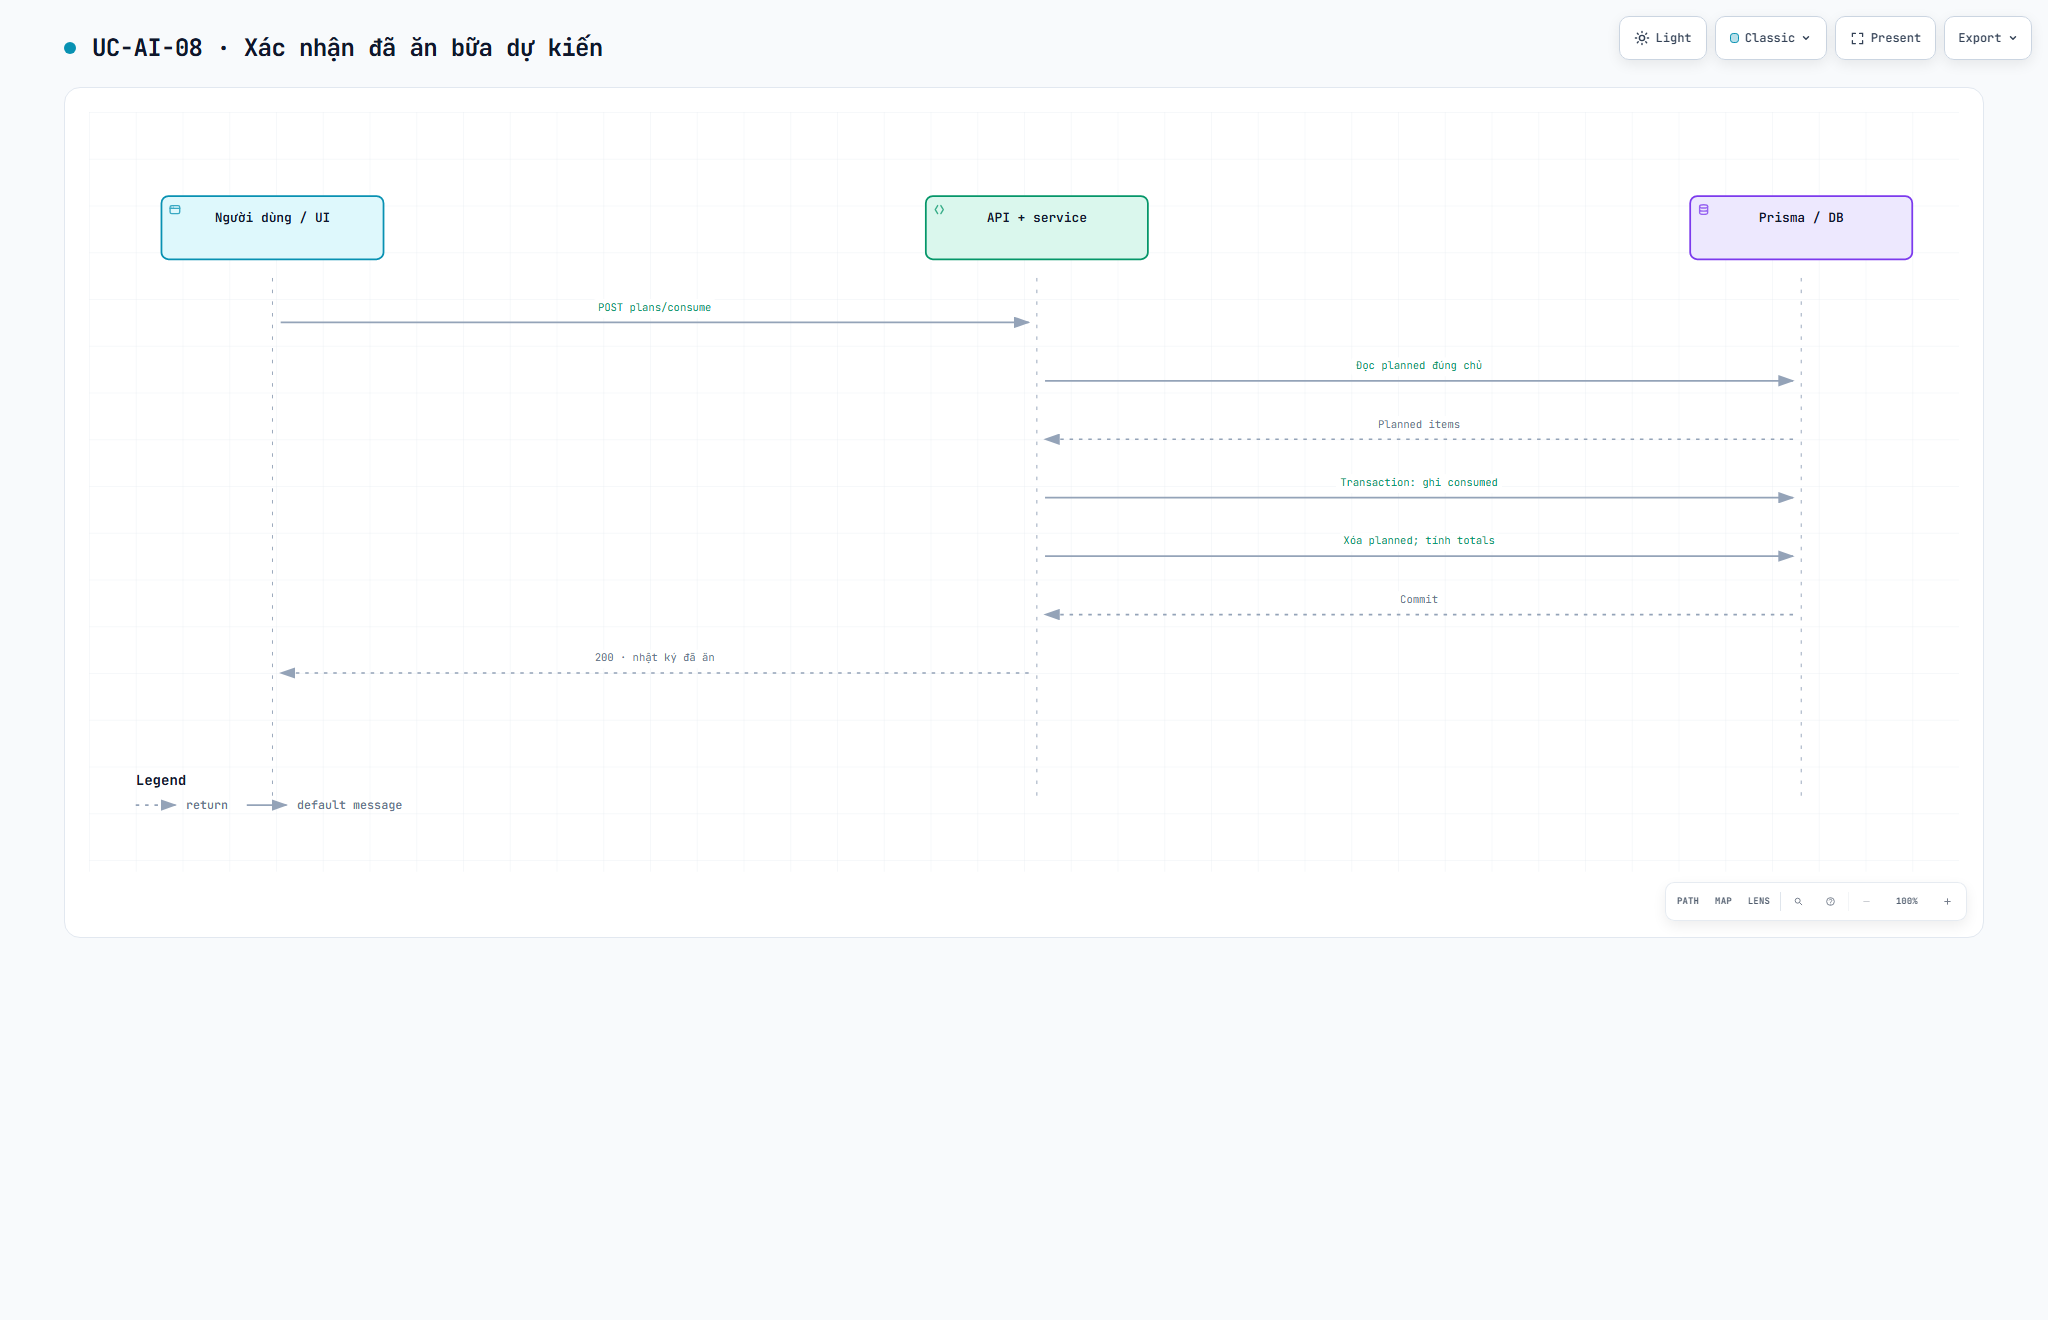 UC-AI-08 · Xác nhận đã ăn bữa dự kiến
Light
Classic
Present
Export
Người dùng / UI
API + service
Prisma / DB
POST plans/consume
Đọc planned đúng chủ
Planned items
Transaction: ghi consumed
Xóa planned; tính totals
Commit
200 · nhật ký đã ăn
Legend
return
default message
PATH MAP LENS 100%